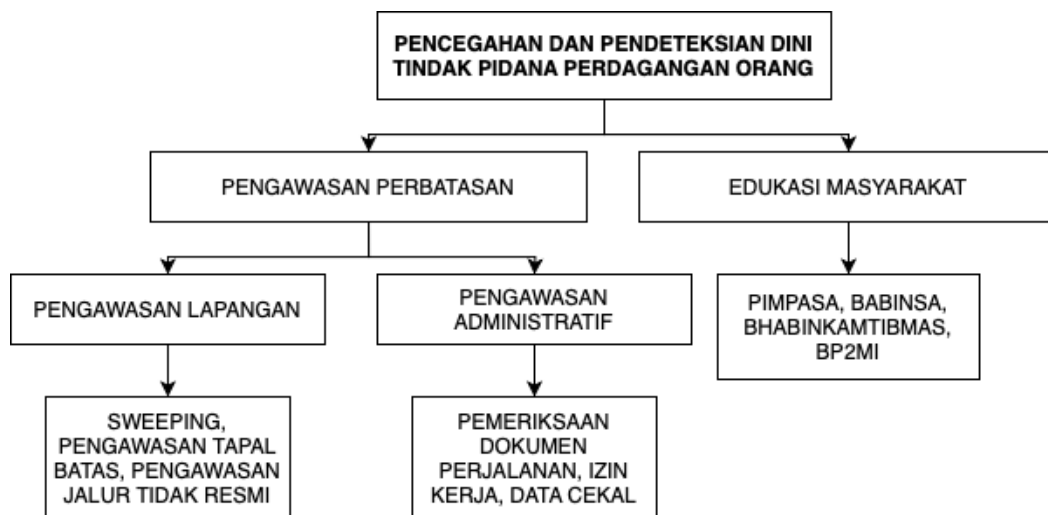 PENCEGAHAN DAN PENDETEKSIAN DINI
TINDAK PIDANA PERDAGANGAN ORANG
PENGAWASAN PERBATASAN
EDUKASI MASYARAKAT
PENGAWASAN LAPANGAN
PENGAWASAN
ADMINISTRATIF
PIMPASA, BABINSA,
BHABINKAMTIBMAS,
BP2MI
SWEEPING,
PENGAWASAN TAPAL
BATAS, PENGAWASAN
JALUR TIDAK RESMI
PEMERIKSAAN
DOKUMEN
PERJALANAN, IZIN
KERJA, DATA CEKAL